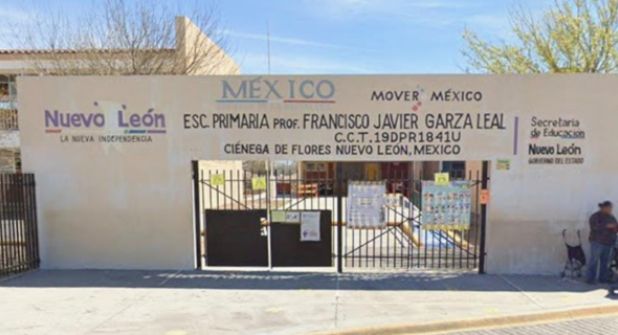 MÉXICO
MOVER MÉXICO
Nuevo León
LA NUEVA INDEPENDENCIA
ESC. PRIMARIA PROF. FRANCISCO JAVIER GARZA LEAL
C.C.T. 19DPR1841U
CIÉNEGA DE FLORES NUEVO LEÓN, MEXICO
Secretaria
de Educación
Nuevo León
GOBIERNO DEL ESTADO